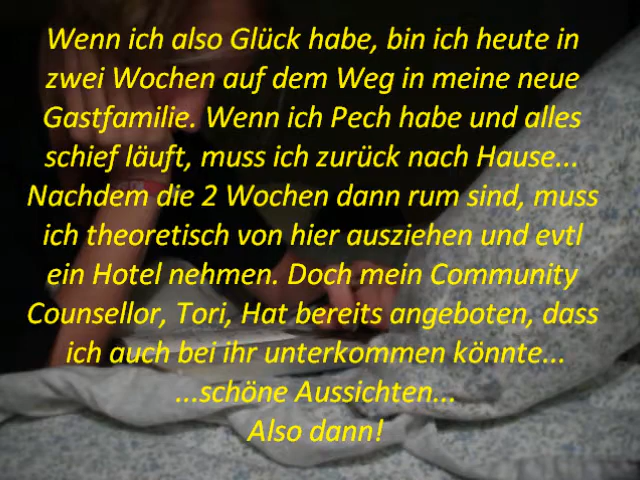 Wenn ich also Glück habe, bin ich heute in
zwei Wochen auf dem Weg in meine neue
Gastfamilie. Wenn ich Pech habe und alles
schief läuft, muss ich zurück nach Hause...
Nachdem die 2 Wochen dann rum sind, muss
ich theoretisch von hier ausziehen und evtl
ein Hotel nehmen. Doch mein Community
Counsellor, Tori, Hat bereits angeboten, dass
ich auch bei ihr unterkommen könnte...
...schöne Aussichten...
Also dann!